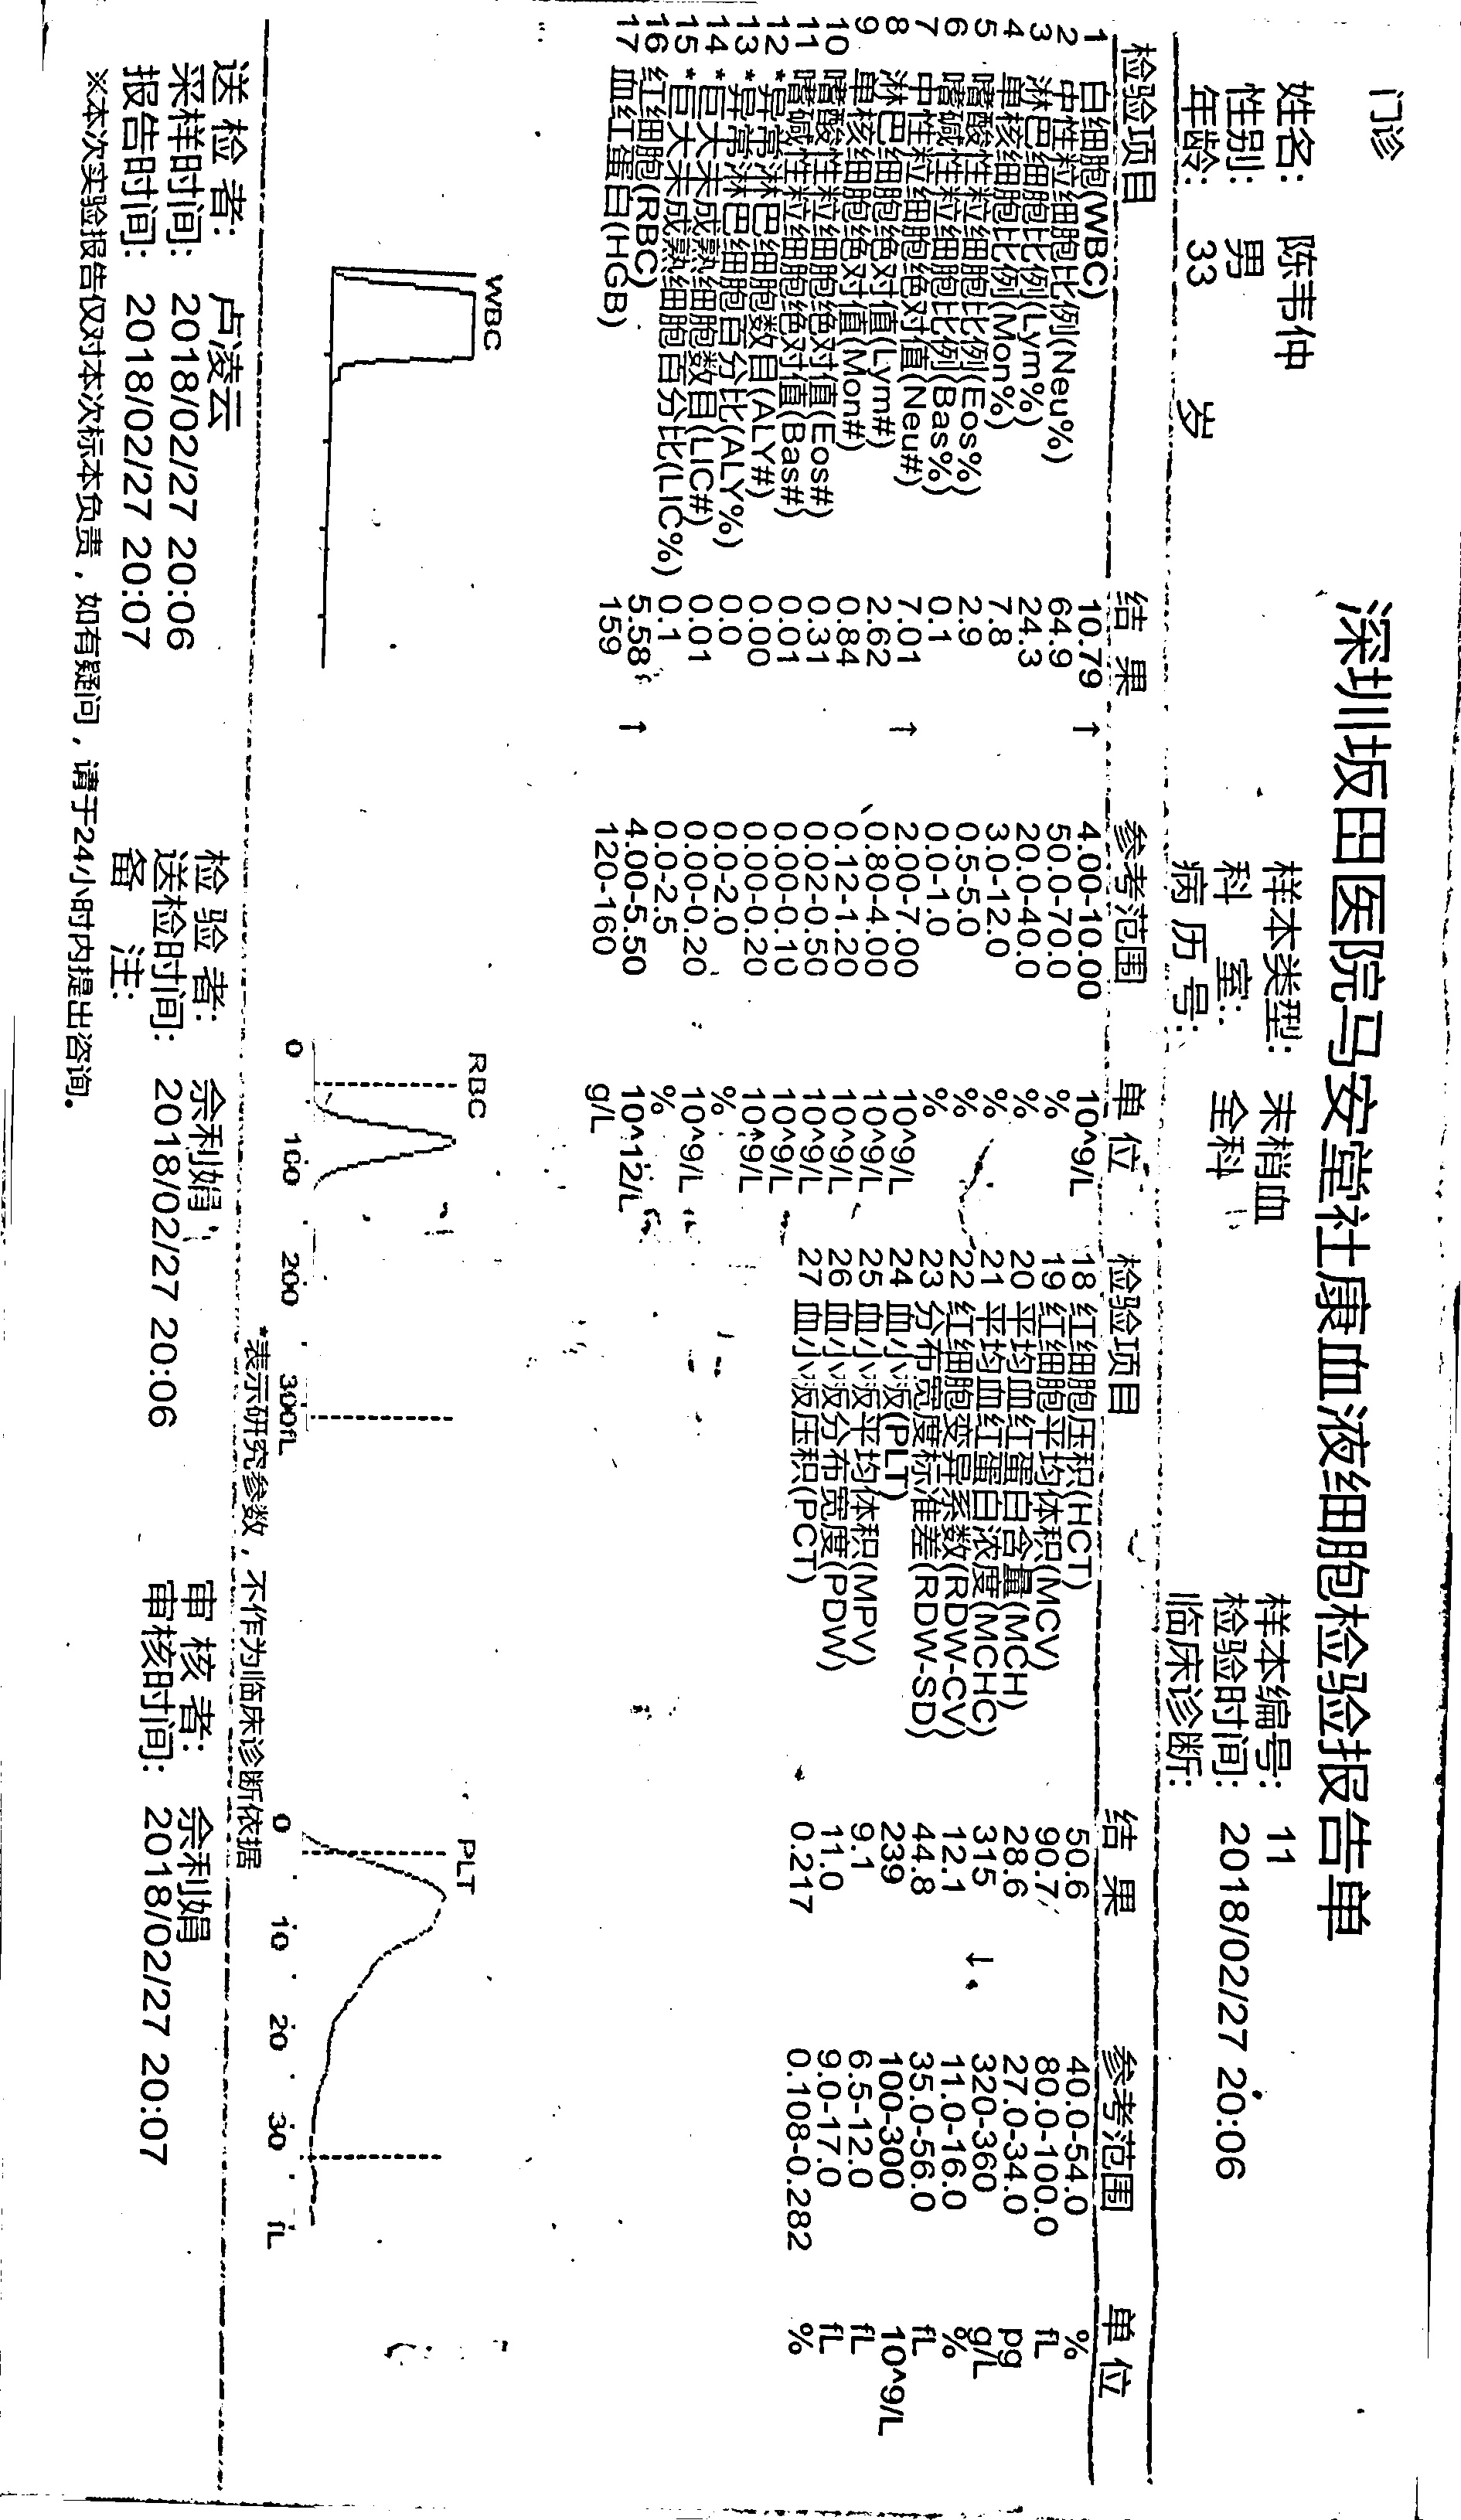 门诊
深圳坂田医院马安堂社康血液细胞检验报告单
姓名: 陈韦仲 样本类型: 末梢血 样本编号: 11
性别: 男 科 室: 全科 检验时间: 2018/02/27 20:06
年龄: 33 岁 病 历 号: 临床诊断:
检验项目 结 果 参考范围 单 位 检验项目 结 果 参考范围 单 位
1 白细胞(WBC) 10.79 ↑ 4.00-10.00 10^9/L 18 红细胞压积(HCT) 50.6 40.0-54.0 %
2 中性粒细胞比例(Neu%) 64.9 50.0-70.0 % 19 红细胞平均体积(MCV) 90.7 80.0-100.0 fL
3 淋巴细胞比例(Lym%) 24.3 20.0-40.0 % 20 平均血红蛋白含量(MCH) 28.6 27.0-34.0 pg
4 单核细胞比例(Mon%) 7.8 3.0-12.0 % 21 平均血红蛋白浓度(MCHC) 315 ↓ 320-360 g/L
5 嗜酸性粒细胞比例(Eos%) 2.9 0.5-5.0 % 22 红细胞变异系数(RDW-CV) 12.1 11.0-16.0 %
6 嗜碱性粒细胞比例(Bas%) 0.1 0.0-1.0 % 23 分布宽度标准差(RDW-SD) 44.8 35.0-56.0 fL
7 中性粒细胞绝对值(Neu#) 7.01 ↑ 2.00-7.00 10^9/L 24 血小板(PLT) 239 100-300 10^9/L
8 淋巴细胞绝对值(Lym#) 2.62 0.80-4.00 10^9/L 25 血小板平均体积(MPV) 9.1 6.5-12.0 fL
9 单核细胞绝对值(Mon#) 0.84 0.12-1.20 10^9/L 26 血小板分布宽度(PDW) 11.0 9.0-17.0 fL
10 嗜酸性粒细胞绝对值(Eos#) 0.31 0.02-0.50 10^9/L 27 血小板压积(PCT) 0.217 0.108-0.282 %
11 嗜碱性粒细胞绝对值(Bas#) 0.01 0.00-0.10 10^9/L
12 *异常淋巴细胞数目(ALY#) 0.00 0.00-0.20 10^9/L
13 *异常淋巴细胞百分比(ALY%) 0.0 0.0-2.0 %
14 *巨大未成熟细胞数目(LIC#) 0.01 0.00-0.20 10^9/L
15 *巨大未成熟细胞百分比(LIC%) 0.1 0.0-2.5 %
16 红细胞(RBC) 5.58 ↑ 4.00-5.50 10^12/L
17 血红蛋白(HGB) 159 120-160 g/L
WBC RBC PLT
0 100 200 300fL 0 10 20 30 fL
*表示研究参数，不作为临床诊断依据
送 检 者: 卢凌云 检 验 者: 佘利娟 审 核 者: 佘利娟
采样时间: 2018/02/27 20:06 送检时间: 2018/02/27 20:06 审核时间: 2018/02/27 20:07
报告时间: 2018/02/27 20:07 备 注:
※本次实验报告仅对本次标本负责，如有疑问，请于24小时内提出咨询。